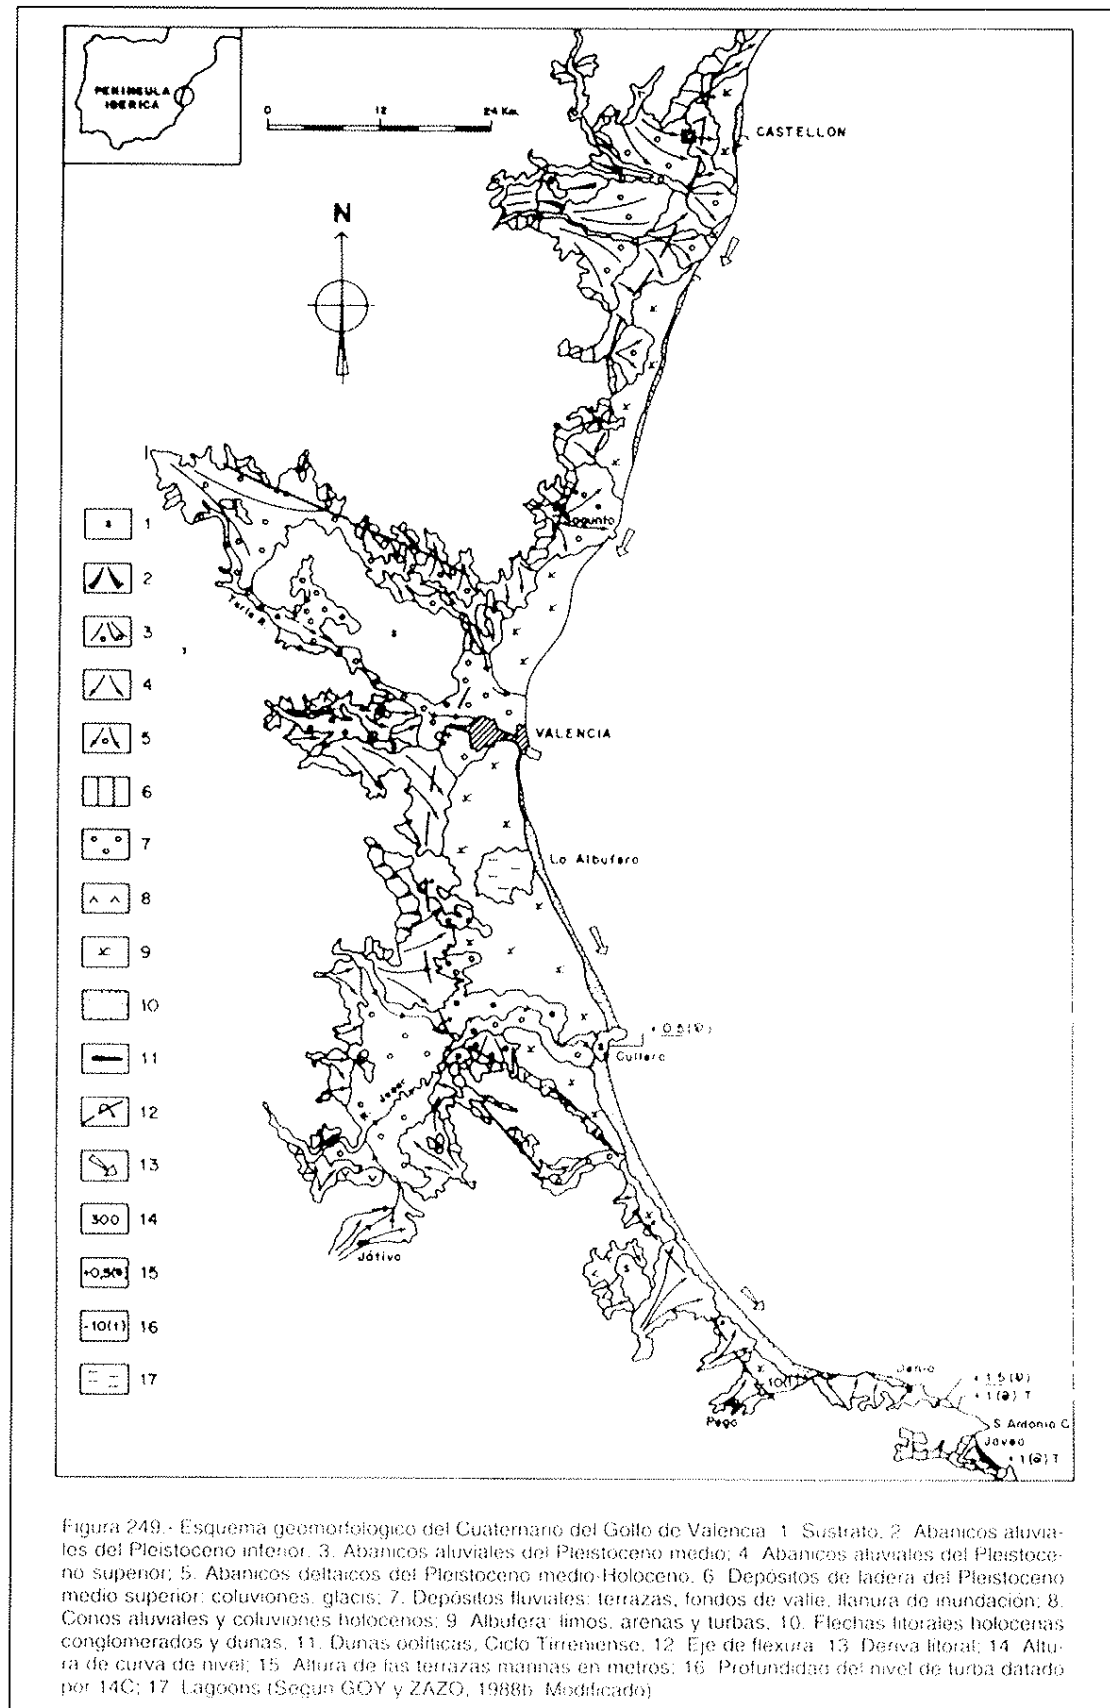 PENINSULA
IBERICA
0 12 24 Km.
CASTELLON
N
Sagunto
Turia R.
VALENCIA
La Albufera
+0,5(ψ)
Cullera
R. Jucar
Játiva
Denia
+1,5(ψ)
+1(∂) T
-10(t)
Pego
S. Antonio C.
Javea
+1(∂) T
s 1
2
3
4
5
6
7
8
9
10
11
12
13
300 14
15
-10(t) 16
17
Figura 249.- Esquema geomorfologico del Cuaternario del Golfo de Valencia. 1. Sustrato. 2. Abanicos aluvia-
les del Pleistoceno inferior. 3. Abanicos aluviales del Pleistoceno medio; 4. Abanicos aluviales del Pleistoce-
no superior; 5. Abanicos deltaicos del Pleistoceno medio-Holoceno. 6. Depósitos de ladera del Pleistoceno
medio superior: coluviones, glacis; 7. Depósitos fluviales: terrazas, fondos de valle, llanura de inundación; 8.
Conos aluviales y coluviones holocenos; 9. Albufera: limos, arenas y turbas. 10. Flechas litorales holocenas
conglomerados y dunas. 11. Dunas oolíticas, Ciclo Tirreniense. 12. Eje de flexura. 13. Deriva litoral; 14. Altu-
ra de curva de nivel; 15. Altura de las terrazas marinas en metros; 16. Profundidad del nivel de turba datado
por 14C; 17. Lagoons (Según GOY y ZAZO, 1988b. Modificado)